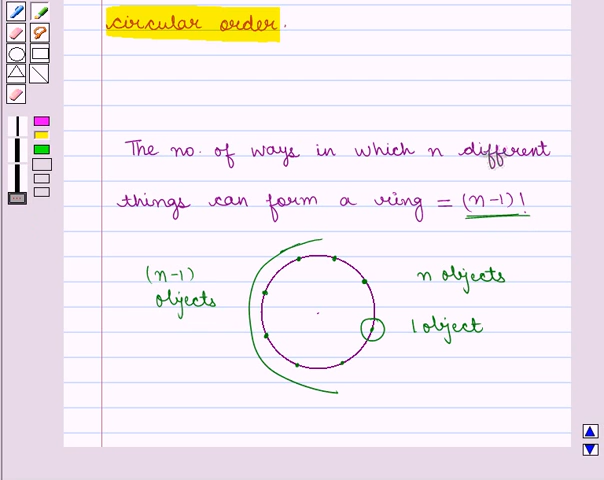 circular order.
The no. of ways in which n different
things can form a ring = (n-1)!
(n-1)
objects
n objects
1 object